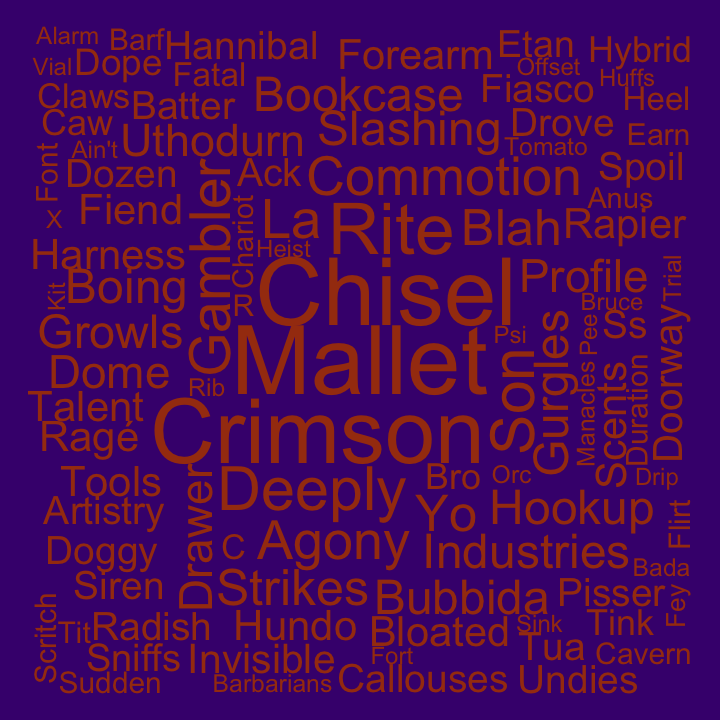 Alarm Barf Hannibal Forearm Etan Hybrid
Vial Dope Fatal Offset Huffs
Claws Batter Bookcase Fiasco Heel
Caw Uthodurn Slashing Drove Earn
Font Ain't Tomato
Dozen Ack Commotion Spoil
X Fiend Gambler Chariot La Rite Blah Anus Rapier
Harness Heist
Kit Boing R Chisel Profile Trial
Bruce
Growls Mallet Psi Pee Ss
Dome Rib Son Gurgles Manacles Scents Duration Doorway
Talent Crimson
Ragé
Tools Drawer Deeply Bro Orc Drip
Artistry Yo Hookup Flirt
Doggy C Agony Industries Bada
Siren Strikes Bubbida Pisser Fey
Scritch Tit Radish Hundo Bloated Sink Tink
Sniffs Invisible Fort Tua Cavern
Sudden Barbarians Callouses Undies